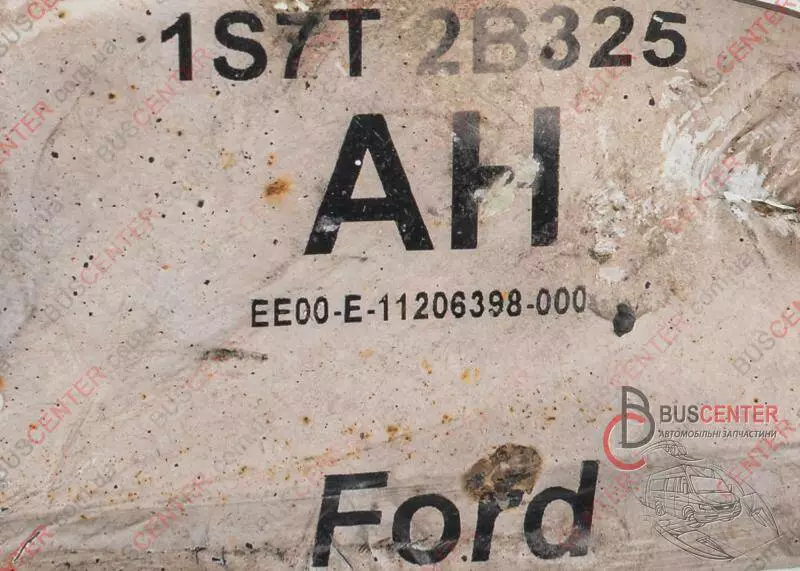 1S7T 2B325
AH
EE00-E-11206398-000
BUSCENTER
АВТОМОБІЛЬНІ ЗАПЧАСТИНИ
Ford